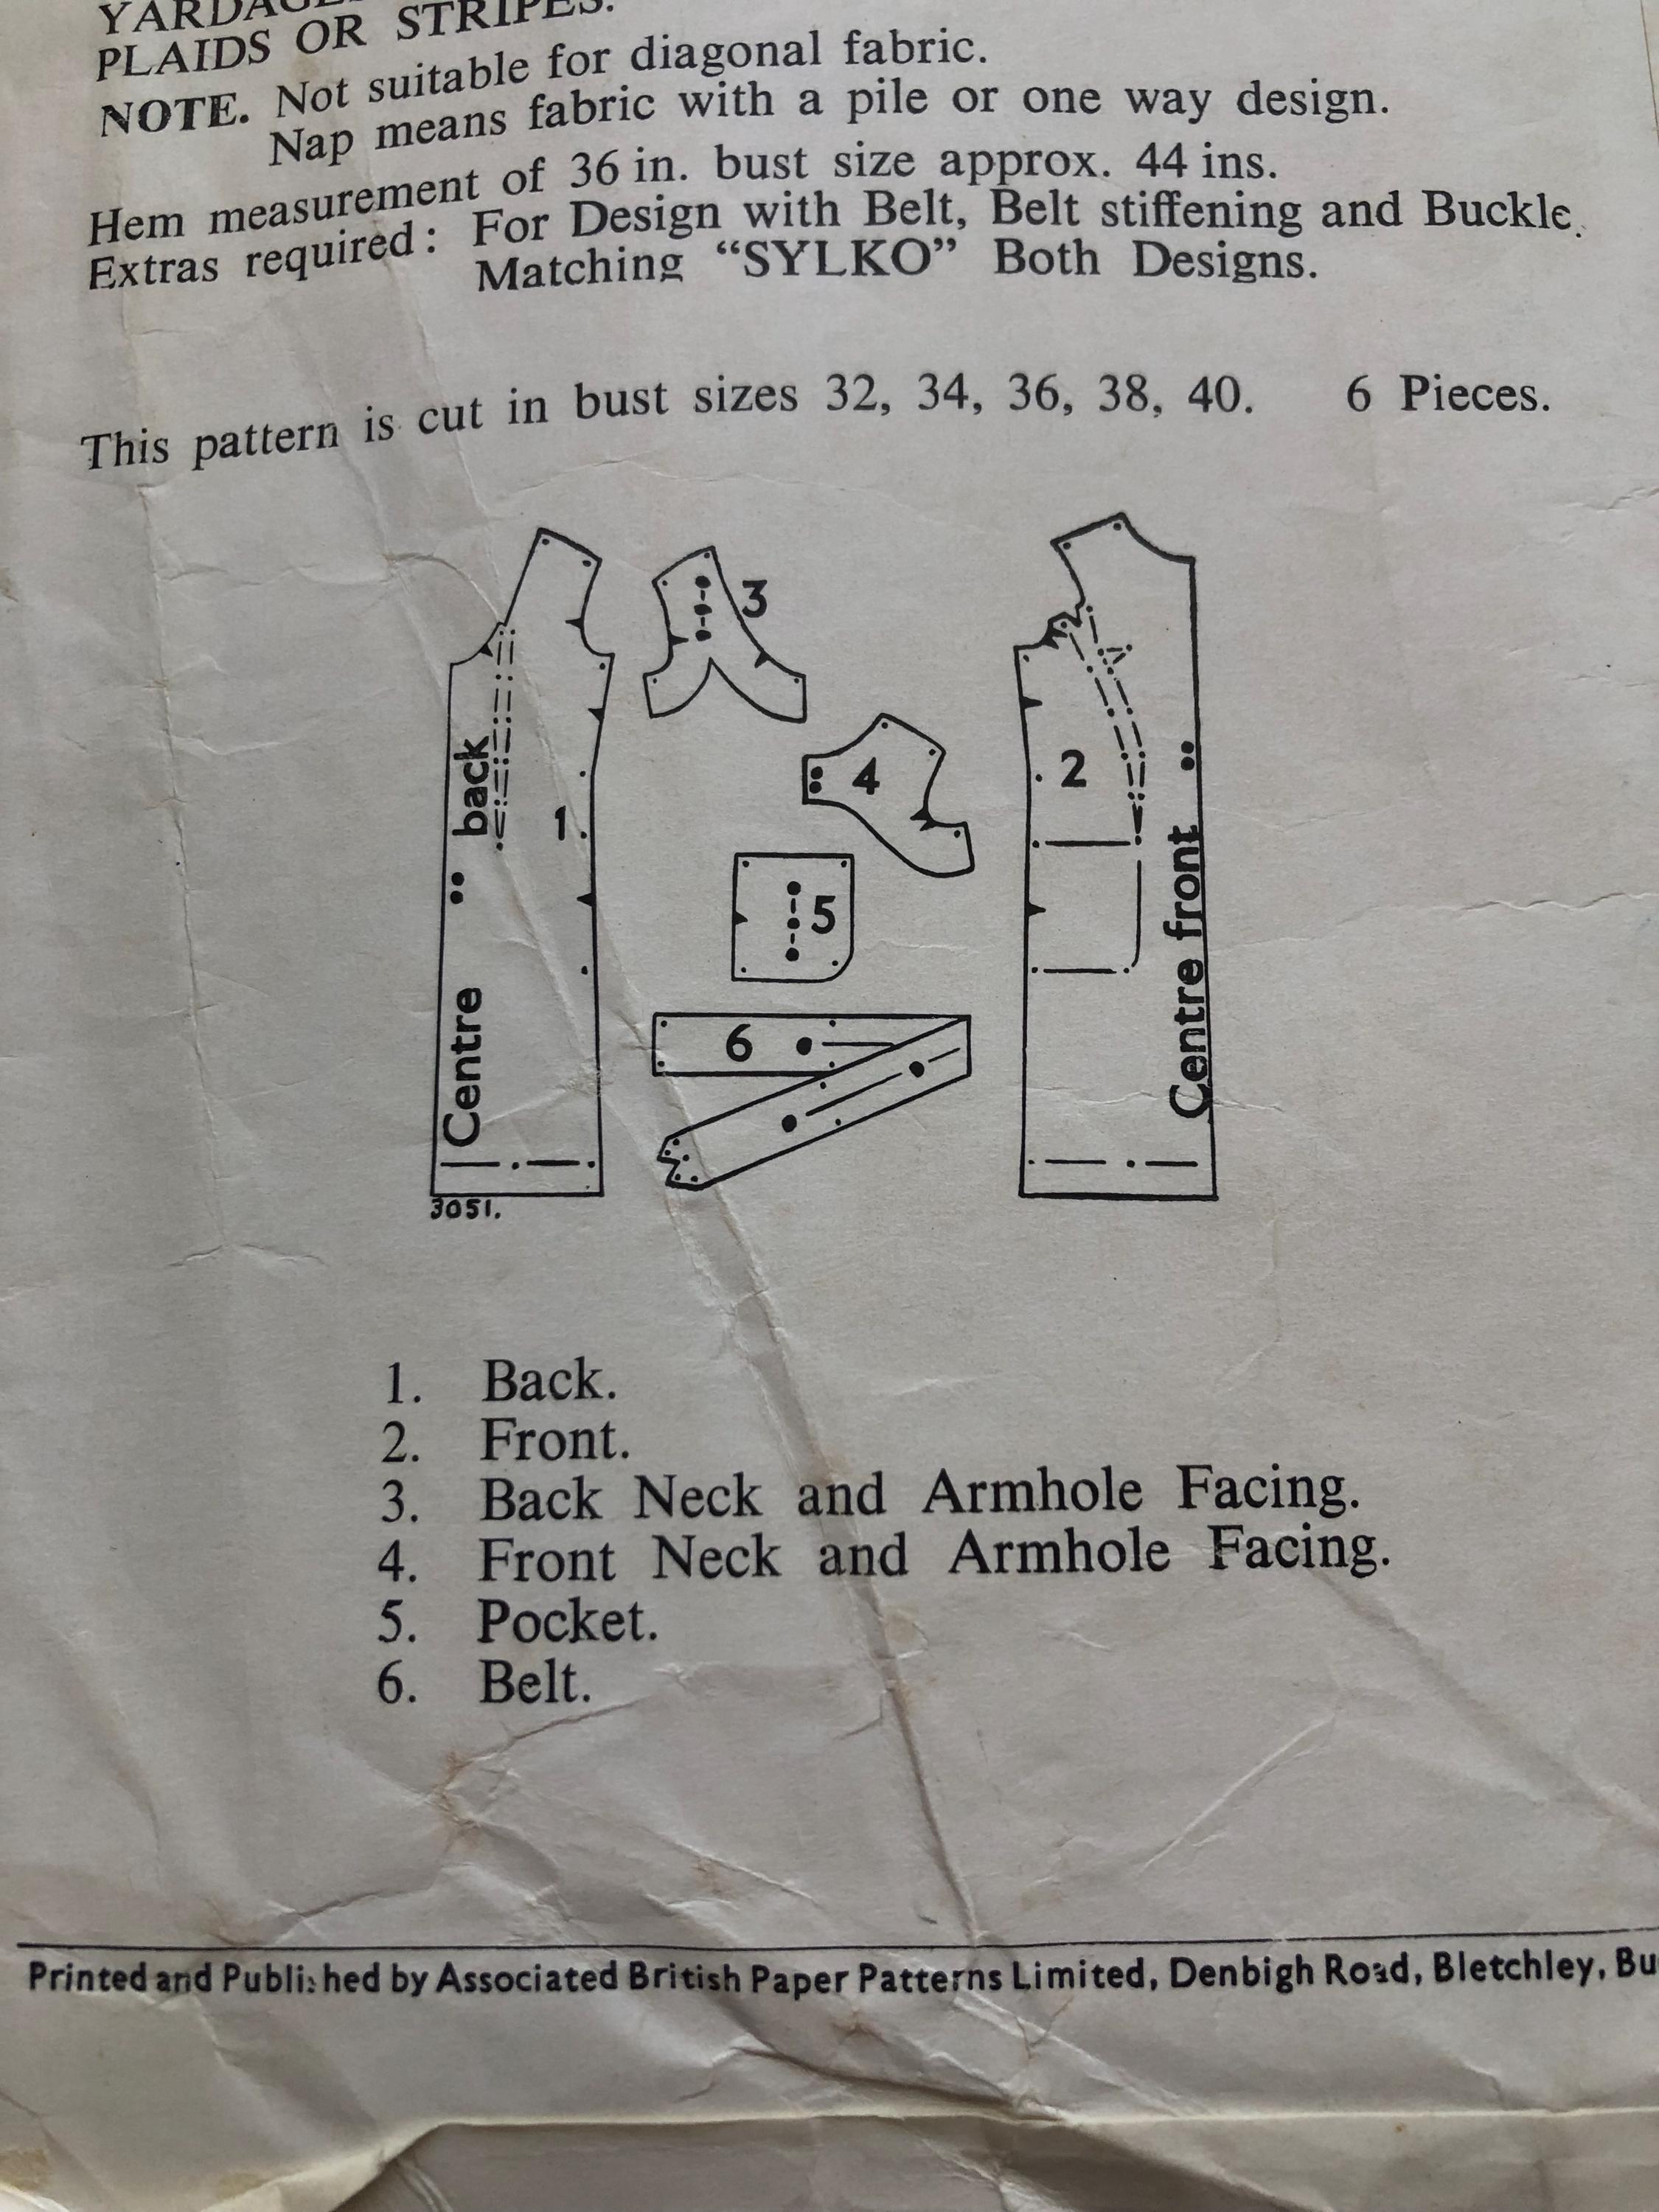 PLAIDS OR STRIPES.
NOTE. Not suitable for diagonal fabric.
Nap means fabric with a pile or one way design.
Hem measurement of 36 in. bust size approx. 44 ins.
Extras required: For Design with Belt, Belt stiffening and Buckle.
Matching “SYLKO” Both Designs.
This pattern is cut in bust sizes 32, 34, 36, 38, 40. 6 Pieces.
Centre back
1.
3
4
5
6
2
Centre front
3051.
1. Back.
2. Front.
3. Back Neck and Armhole Facing.
4. Front Neck and Armhole Facing.
5. Pocket.
6. Belt.
Printed and Published by Associated British Paper Patterns Limited, Denbigh Road, Bletchley,